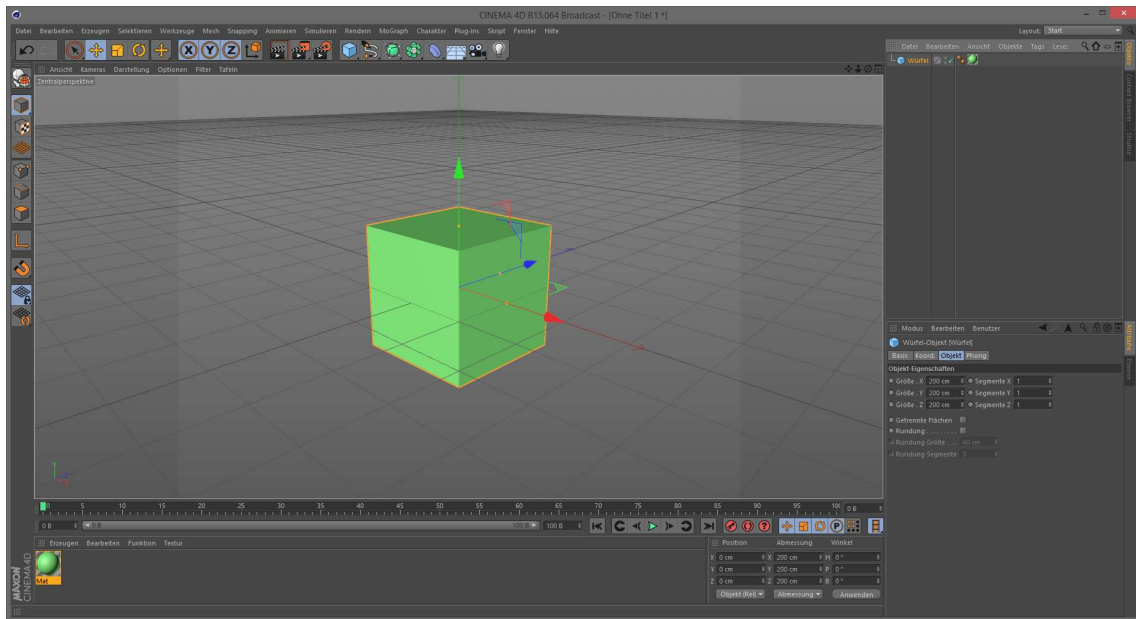 CINEMA 4D R15.064 Broadcast - [Ohne Titel 1 *]
Datei Bearbeiten Erzeugen Selektieren Werkzeuge Mesh Snapping Animieren Simulieren Rendern MoGraph Charakter Plug-ins Skript Fenster Hilfe
Layout: Start
X Y Z
Datei Bearbeiten Ansicht Objekte Tags Lesez
Ansicht Kameras Darstellung Optionen Filter Tafeln
Zentralperspektive
Würfel
Objekte
Content Browser
Struktur
Y
Modus Bearbeiten Benutzer
Würfel-Objekt [Würfel]
Basis Koord. Objekt Phong
Objekt-Eigenschaften
Größe . X 200 cm Segmente X 1
Größe . Y 200 cm Segmente Y 1
Größe . Z 200 cm Segmente Z 1
Getrennte Flächen
Rundung . . . . . . . . .
Rundung Größe . . . 40 cm
Rundung Segmente 5
Attribute
Ebenen
0 5 10 15 20 25 30 35 40 45 50 55 60 65 70 75 80 85 90 95 100 0 B
0 B 0 B 100 B 100 B
Erzeugen Bearbeiten Funktion Textur
Mat
Position Abmessung Winkel
X 0 cm X 200 cm H 0 °
Y 0 cm Y 200 cm P 0 °
Z 0 cm Z 200 cm B 0 °
Objekt (Rel) Abmessung Anwenden
MAXON
CINEMA 4D